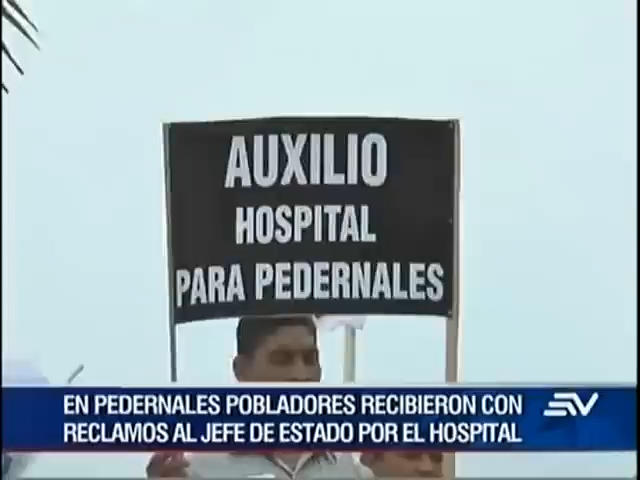 AUXILIO
HOSPITAL
PARA PEDERNALES
EN PEDERNALES POBLADORES RECIBIERON CON
RECLAMOS AL JEFE DE ESTADO POR EL HOSPITAL